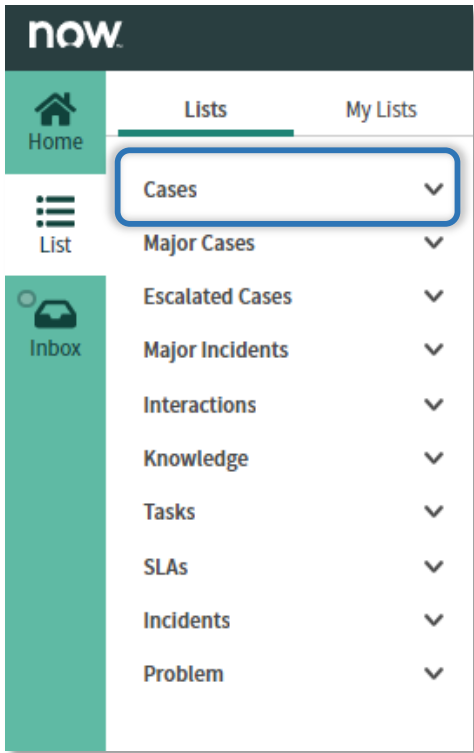 now.
Home
List
Inbox
Lists
My Lists
Cases
Major Cases
Escalated Cases
Major Incidents
Interactions
Knowledge
Tasks
SLAs
Incidents
Problem